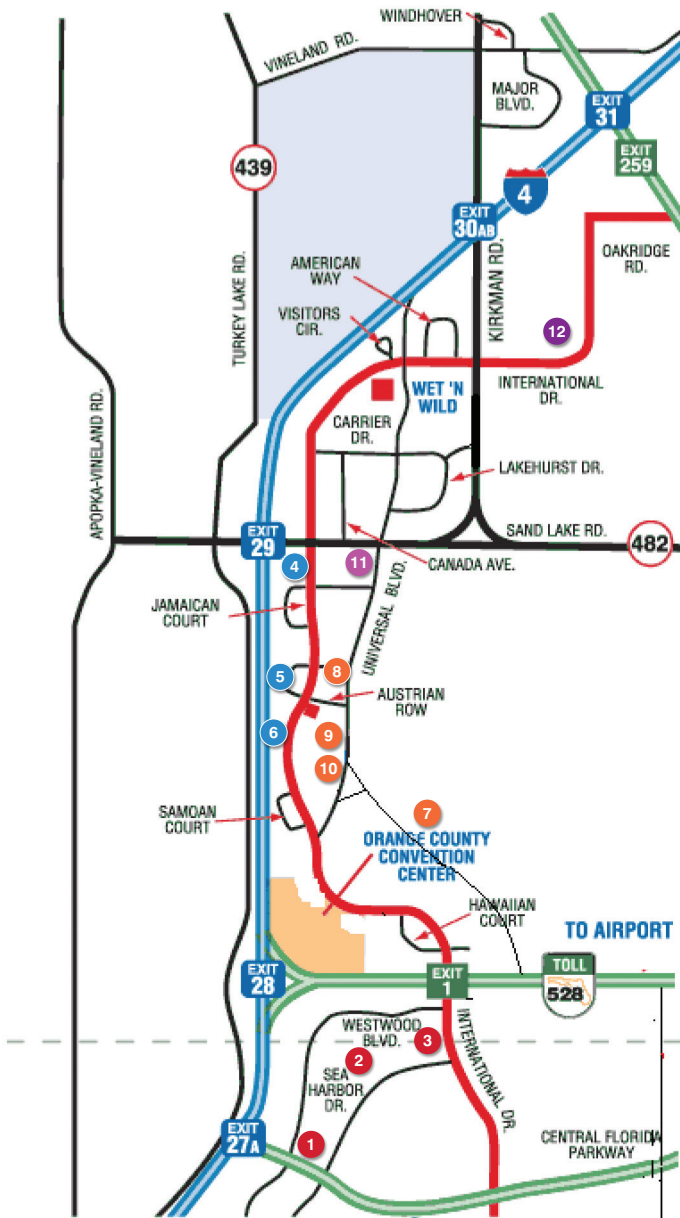 WINDHOVER
VINELAND RD.
MAJOR
BLVD.
EXIT
31
EXIT
259
439
4
EXIT
30AB
TURKEY LAKE RD.
AMERICAN
WAY
KIRKMAN RD.
OAKRIDGE
RD.
VISITORS
CIR.
12
WET 'N
WILD
INTERNATIONAL
DR.
APOPKA-VINELAND RD.
CARRIER
DR.
LAKEHURST DR.
EXIT
29
SAND LAKE RD.
482
4
11
CANADA AVE.
JAMAICAN
COURT
UNIVERSAL BLVD.
5
8
AUSTRIAN
ROW
6
9
10
SAMOAN
COURT
7
ORANGE COUNTY
CONVENTION
CENTER
HAWAIIAN
COURT
TO AIRPORT
EXIT
28
EXIT
1
TOLL
528
WESTWOOD
BLVD.
3
INTERNATIONAL DR.
2
SEA
HARBOR
DR.
EXIT
27A
1
CENTRAL FLORIDA
PARKWAY